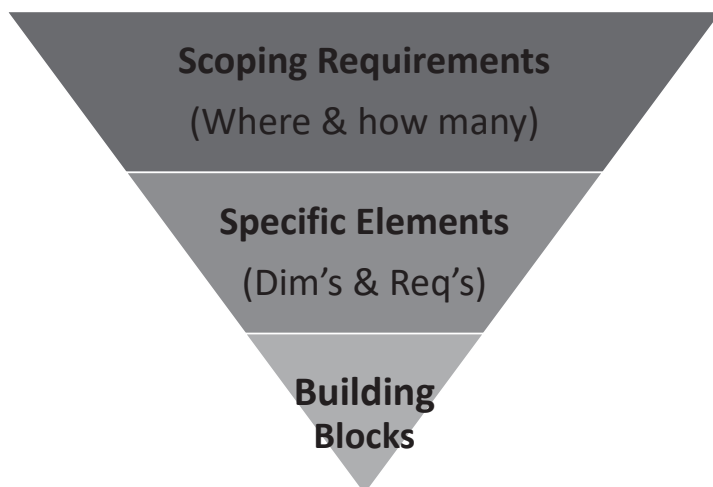 Scoping Requirements
(Where & how many)
Specific Elements
(Dim’s & Req’s)
Building
Blocks